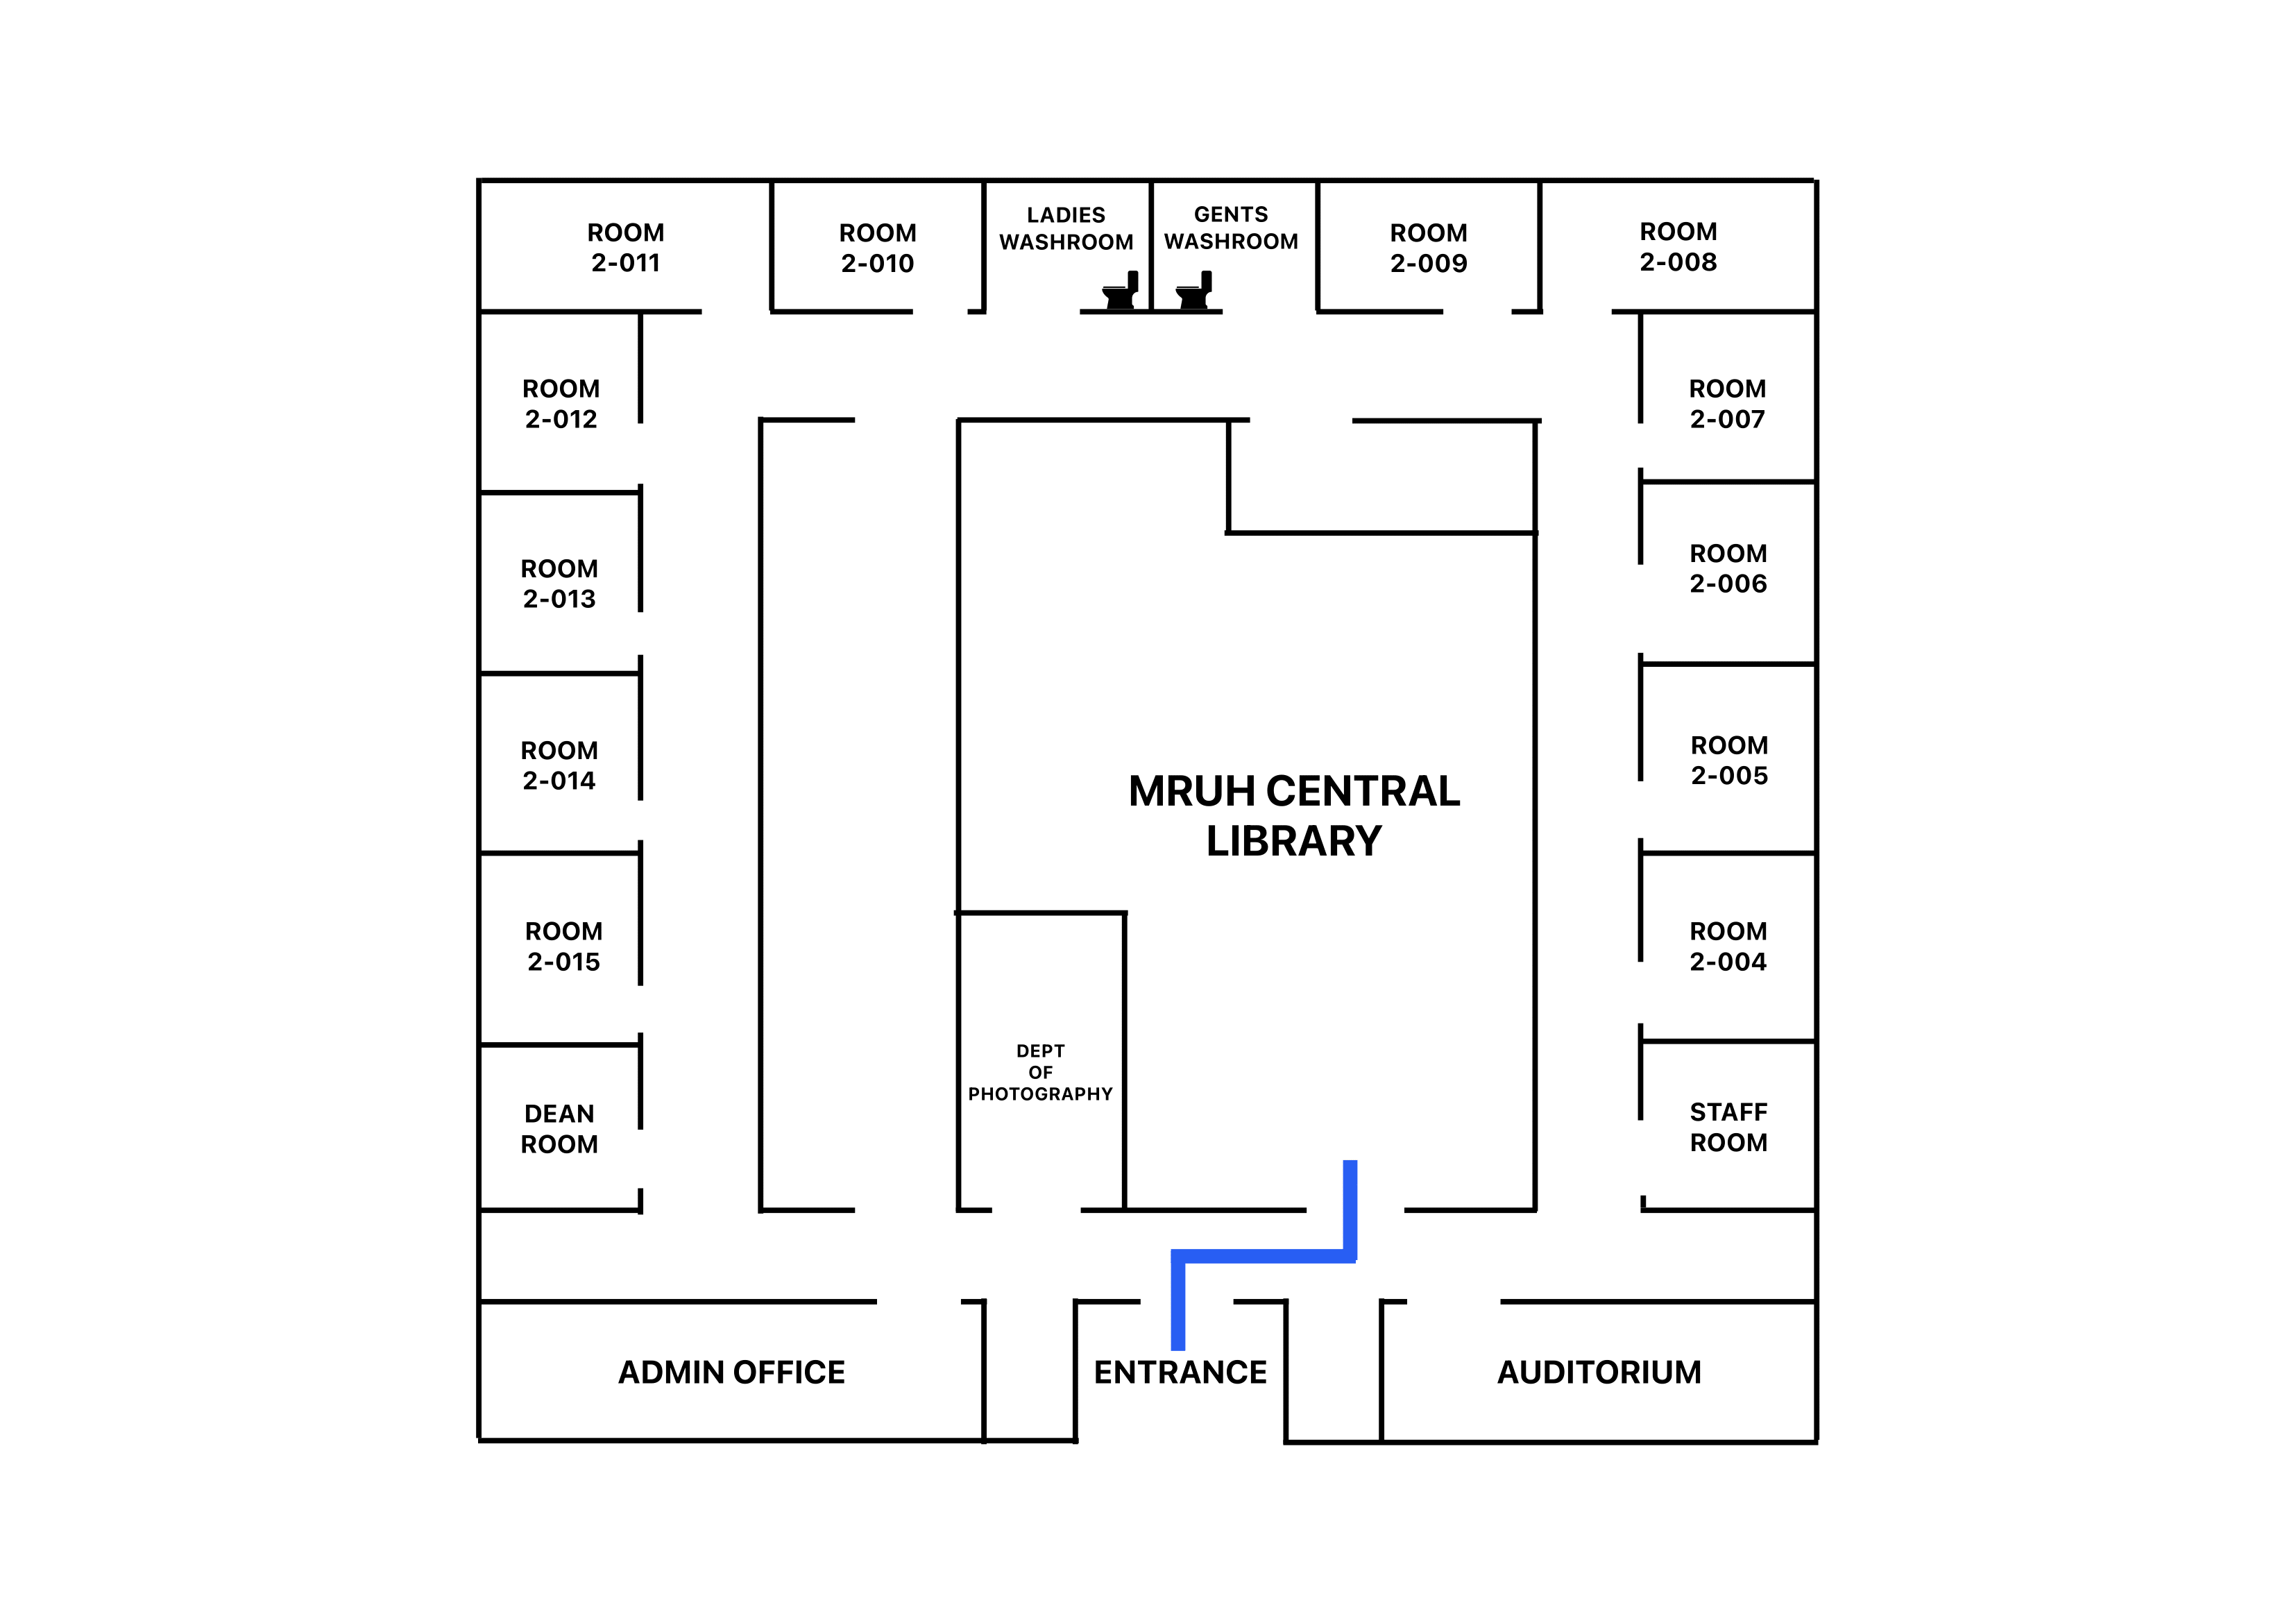 ROOM
2-011
ROOM
2-010
LADIES
WASHROOM
GENTS
WASHROOM
ROOM
2-009
ROOM
2-008
ROOM
2-012
ROOM
2-007
ROOM
2-013
ROOM
2-006
ROOM
2-014
MRUH CENTRAL
LIBRARY
ROOM
2-005
ROOM
2-015
ROOM
2-004
DEPT
OF
PHOTOGRAPHY
DEAN
ROOM
STAFF
ROOM
ADMIN OFFICE
ENTRANCE
AUDITORIUM